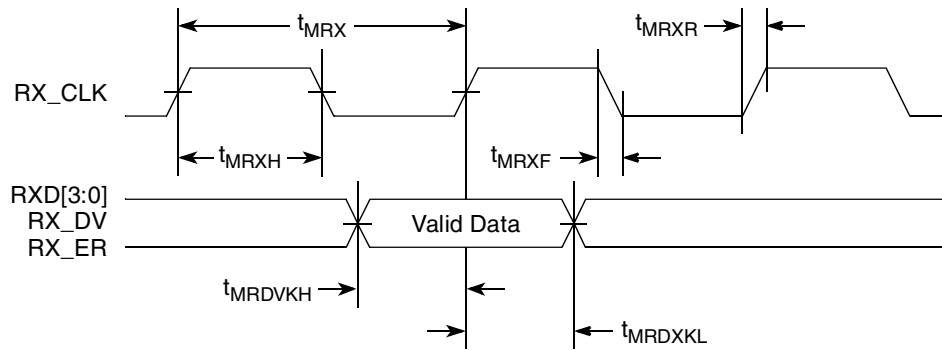 tMRX
tMRXR
RX_CLK
tMRXH
tMRXF
RXD[3:0]
RX_DV
Valid Data
RX_ER
tMRDVKH
tMRDXKL